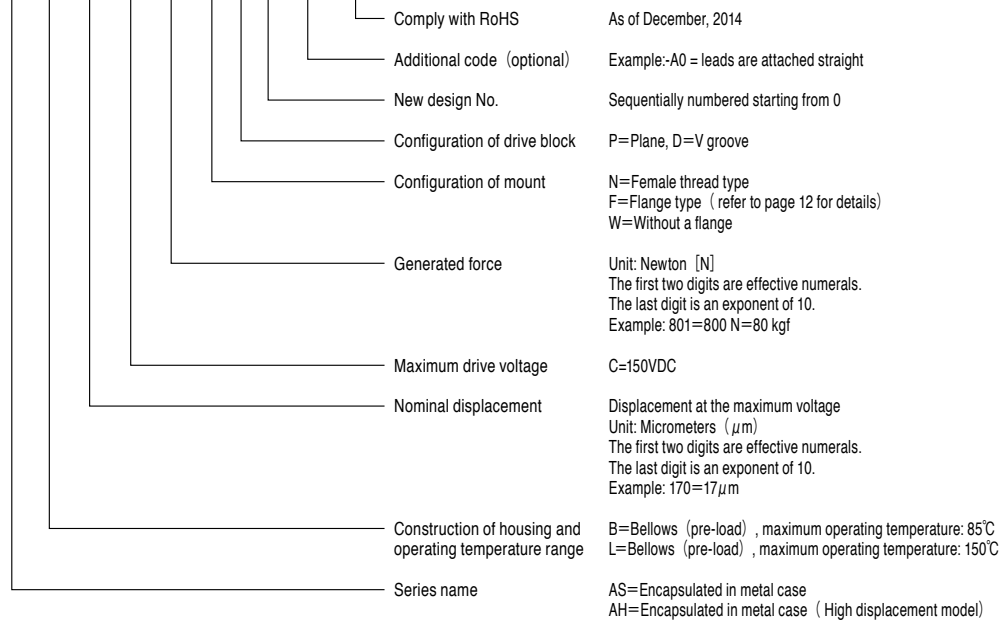 Comply with RoHS As of December, 2014
Additional code（optional） Example:-A0 = leads are attached straight
New design No. Sequentially numbered starting from 0
Configuration of drive block P=Plane, D=V groove
Configuration of mount N=Female thread type
F=Flange type（ refer to page 12 for details）
W=Without a flange
Generated force Unit: Newton［N］
The first two digits are effective numerals.
The last digit is an exponent of 10.
Example: 801=800 N=80 kgf
Maximum drive voltage C=150VDC
Nominal displacement Displacement at the maximum voltage
Unit: Micrometers（μm）
The first two digits are effective numerals.
The last digit is an exponent of 10.
Example: 170=17μm
Construction of housing and B=Bellows（pre-load）, maximum operating temperature: 85℃
operating temperature range L=Bellows（pre-load）, maximum operating temperature: 150℃
Series name AS=Encapsulated in metal case
AH=Encapsulated in metal case（ High displacement model）